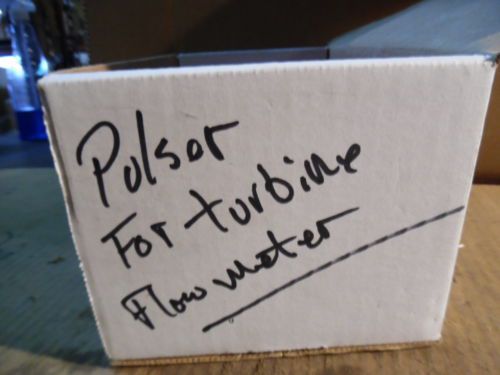 Pulsor
For turbine
Flow meter